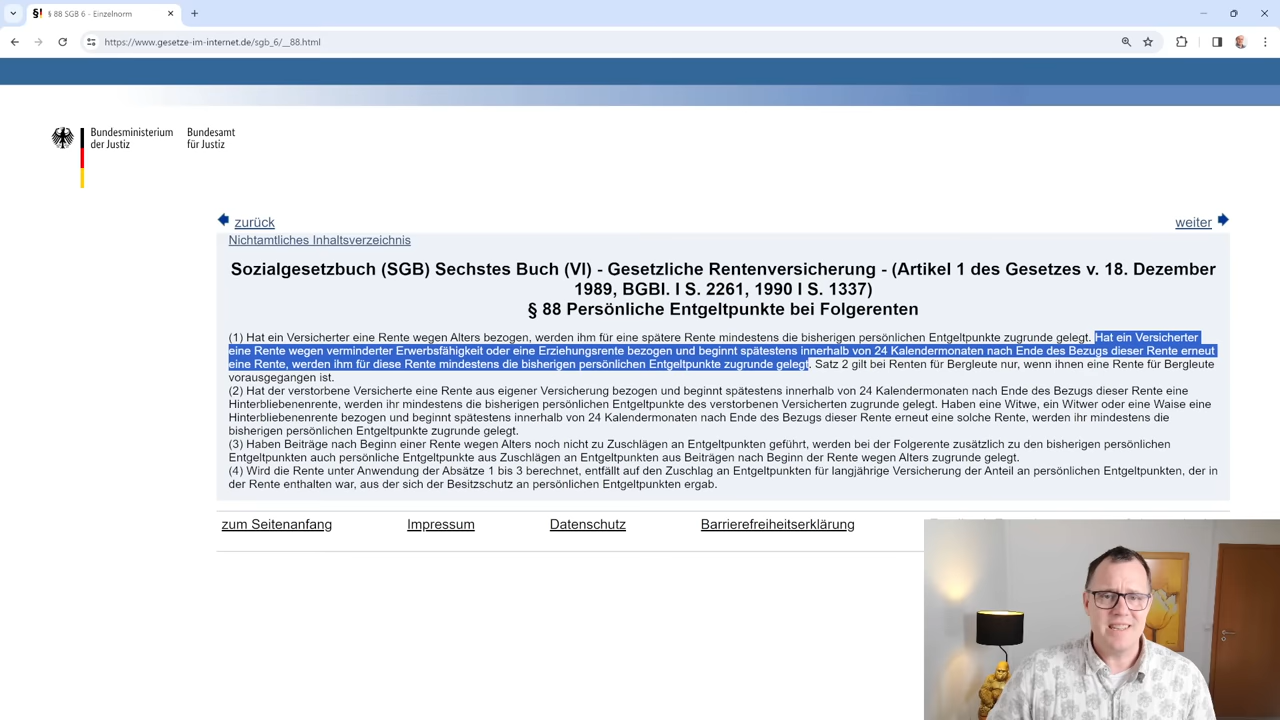 § 88 SGB 6 - Einzelnorm
https://www.gesetze-im-internet.de/sgb_6/__88.html
Bundesministerium der Justiz
Bundesamt für Justiz
zurück
weiter
Nichtamtliches Inhaltsverzeichnis
Sozialgesetzbuch (SGB) Sechstes Buch (VI) - Gesetzliche Rentenversicherung - (Artikel 1 des Gesetzes v. 18. Dezember
1989, BGBl. I S. 2261, 1990 I S. 1337)
§ 88 Persönliche Entgeltpunkte bei Folgerenten
(1) Hat ein Versicherter eine Rente wegen Alters bezogen, werden ihm für eine spätere Rente mindestens die bisherigen persönlichen Entgeltpunkte zugrunde gelegt. Hat ein Versicherter
eine Rente wegen verminderter Erwerbsfähigkeit oder eine Erziehungsrente bezogen und beginnt spätestens innerhalb von 24 Kalendermonaten nach Ende des Bezugs dieser Rente erneut
eine Rente, werden ihm für diese Rente mindestens die bisherigen persönlichen Entgeltpunkte zugrunde gelegt. Satz 2 gilt bei Renten für Bergleute nur, wenn ihnen eine Rente für Bergleute
vorausgegangen ist.
(2) Hat der verstorbene Versicherte eine Rente aus eigener Versicherung bezogen und beginnt spätestens innerhalb von 24 Kalendermonaten nach Ende des Bezugs dieser Rente eine
Hinterbliebenenrente, werden ihr mindestens die bisherigen persönlichen Entgeltpunkte des verstorbenen Versicherten zugrunde gelegt. Haben eine Witwe, ein Witwer oder eine Waise eine
Hinterbliebenenrente bezogen und beginnt spätestens innerhalb von 24 Kalendermonaten nach Ende des Bezugs dieser Rente erneut eine solche Rente, werden ihr mindestens die
bisherigen persönlichen Entgeltpunkte zugrunde gelegt.
(3) Haben Beiträge nach Beginn einer Rente wegen Alters noch nicht zu Zuschlägen an Entgeltpunkten geführt, werden bei der Folgerente zusätzlich zu den bisherigen persönlichen
Entgeltpunkten auch persönliche Entgeltpunkte aus Zuschlägen an Entgeltpunkten aus Beiträgen nach Beginn der Rente wegen Alters zugrunde gelegt.
(4) Wird die Rente unter Anwendung der Absätze 1 bis 3 berechnet, entfällt auf den Zuschlag an Entgeltpunkten für langjährige Versicherung der Anteil an persönlichen Entgeltpunkten, der in
der Rente enthalten war, aus der sich der Besitzschutz an persönlichen Entgeltpunkten ergab.
zum Seitenanfang
Impressum
Datenschutz
Barrierefreiheitserklärung